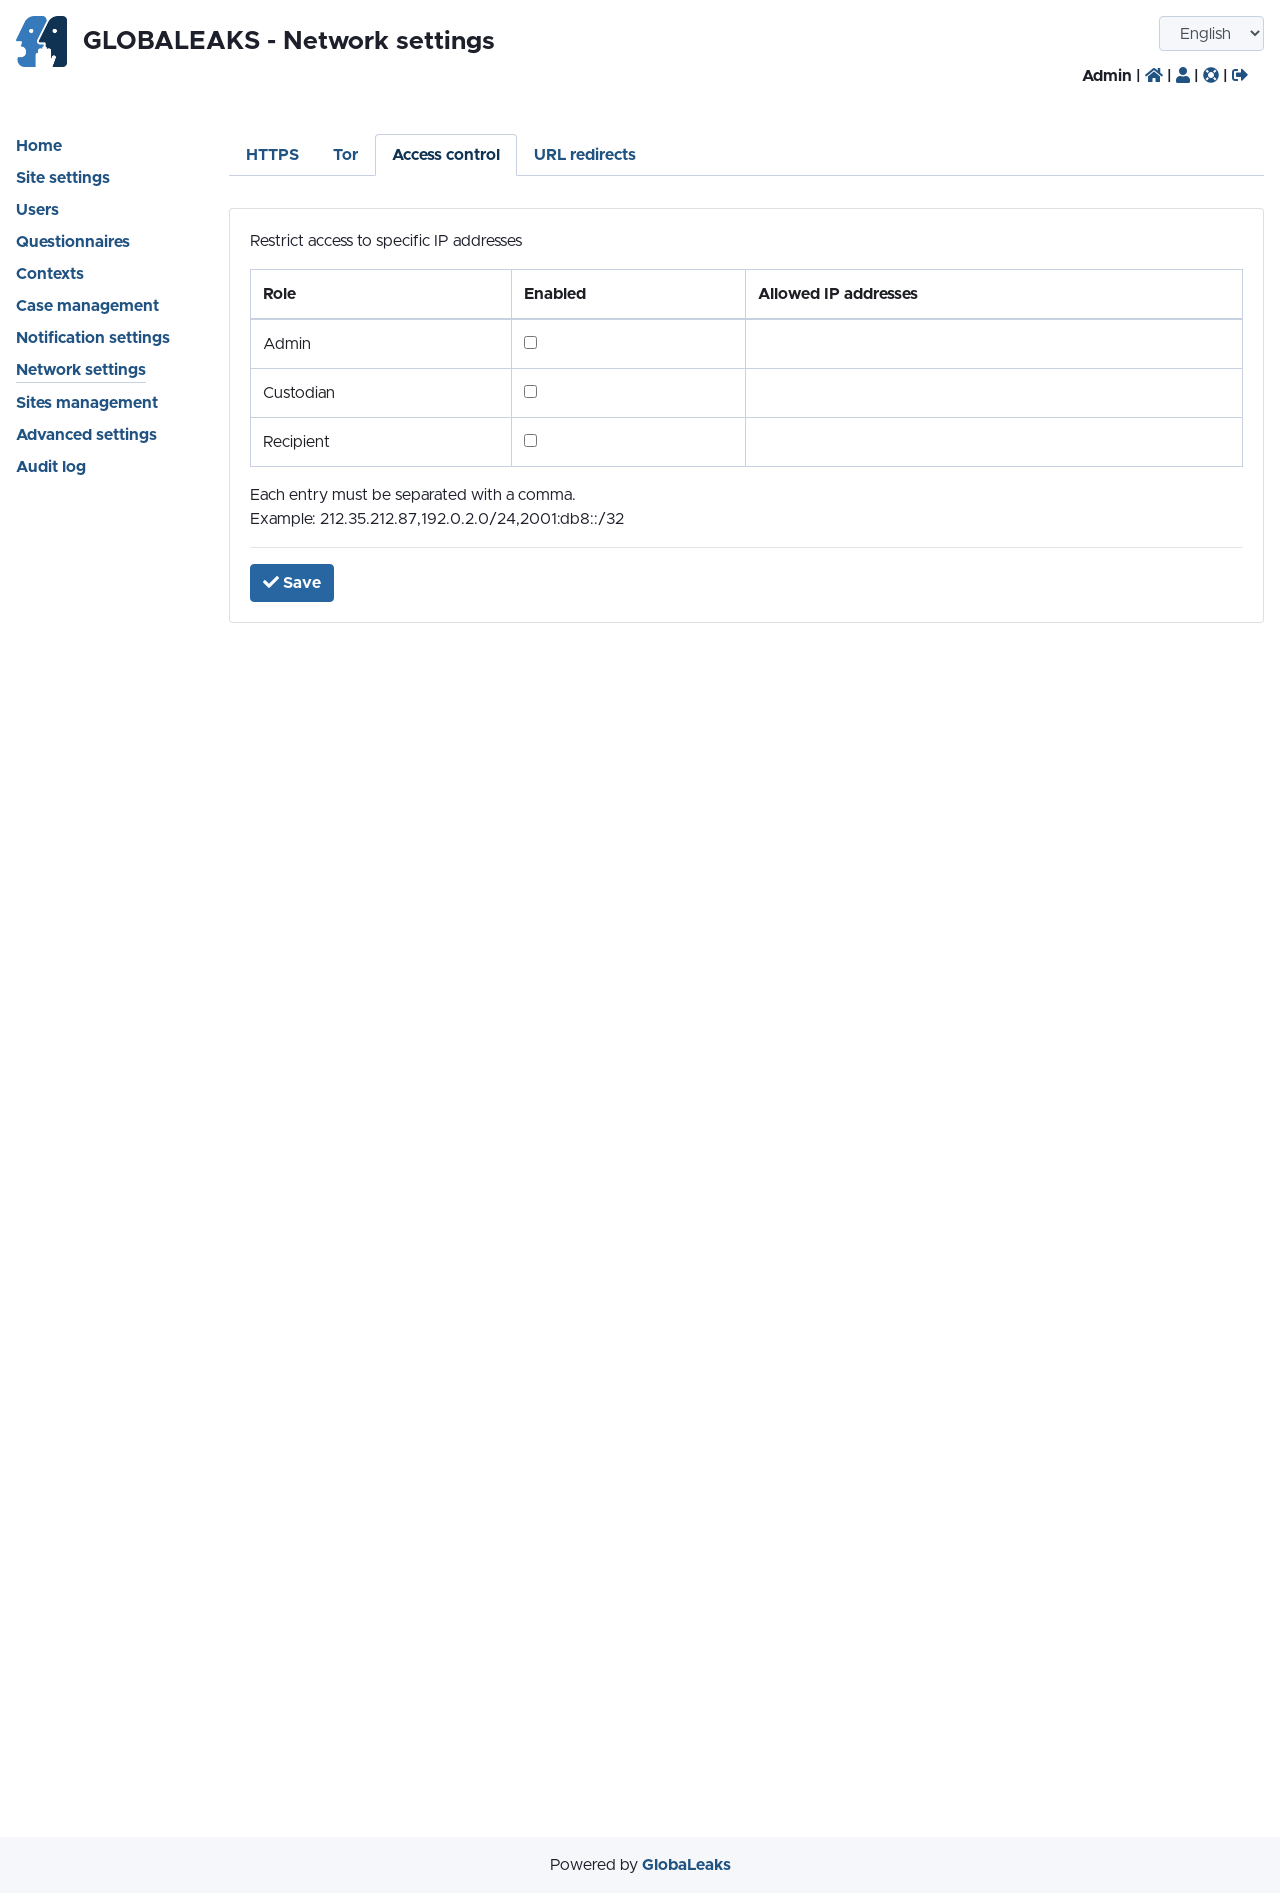 GLOBALEAKS - Network settings
English
Admin | | | |
Home
Site settings
Users
Questionnaires
Contexts
Case management
Notification settings
Network settings
Sites management
Advanced settings
Audit log
HTTPS Tor Access control URL redirects
Restrict access to specific IP addresses
Role Enabled Allowed IP addresses
Admin
Custodian
Recipient
Each entry must be separated with a comma.
Example: 212.35.212.87,192.0.2.0/24,2001:db8::/32
Save
Powered by GlobaLeaks